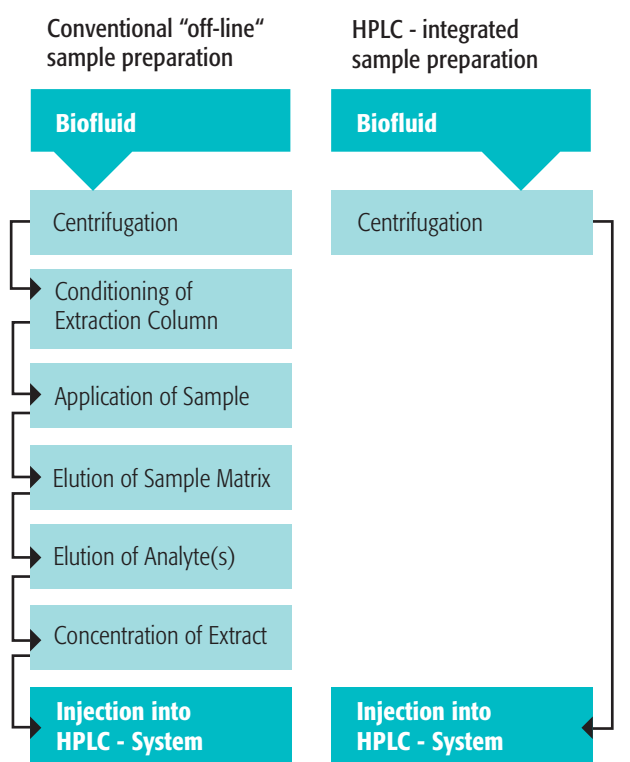 Conventional “off-line“
sample preparation
Biofluid
Centrifugation
Conditioning of
Extraction Column
Application of Sample
Elution of Sample Matrix
Elution of Analyte(s)
Concentration of Extract
Injection into
HPLC - System
HPLC - integrated
sample preparation
Biofluid
Centrifugation
Injection into
HPLC - System